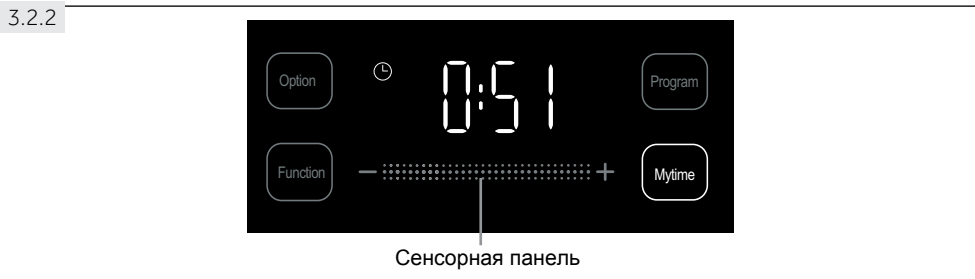 3.2.2
Option
0:51
Program
Function
− +
Mytime
Сенсорная панель